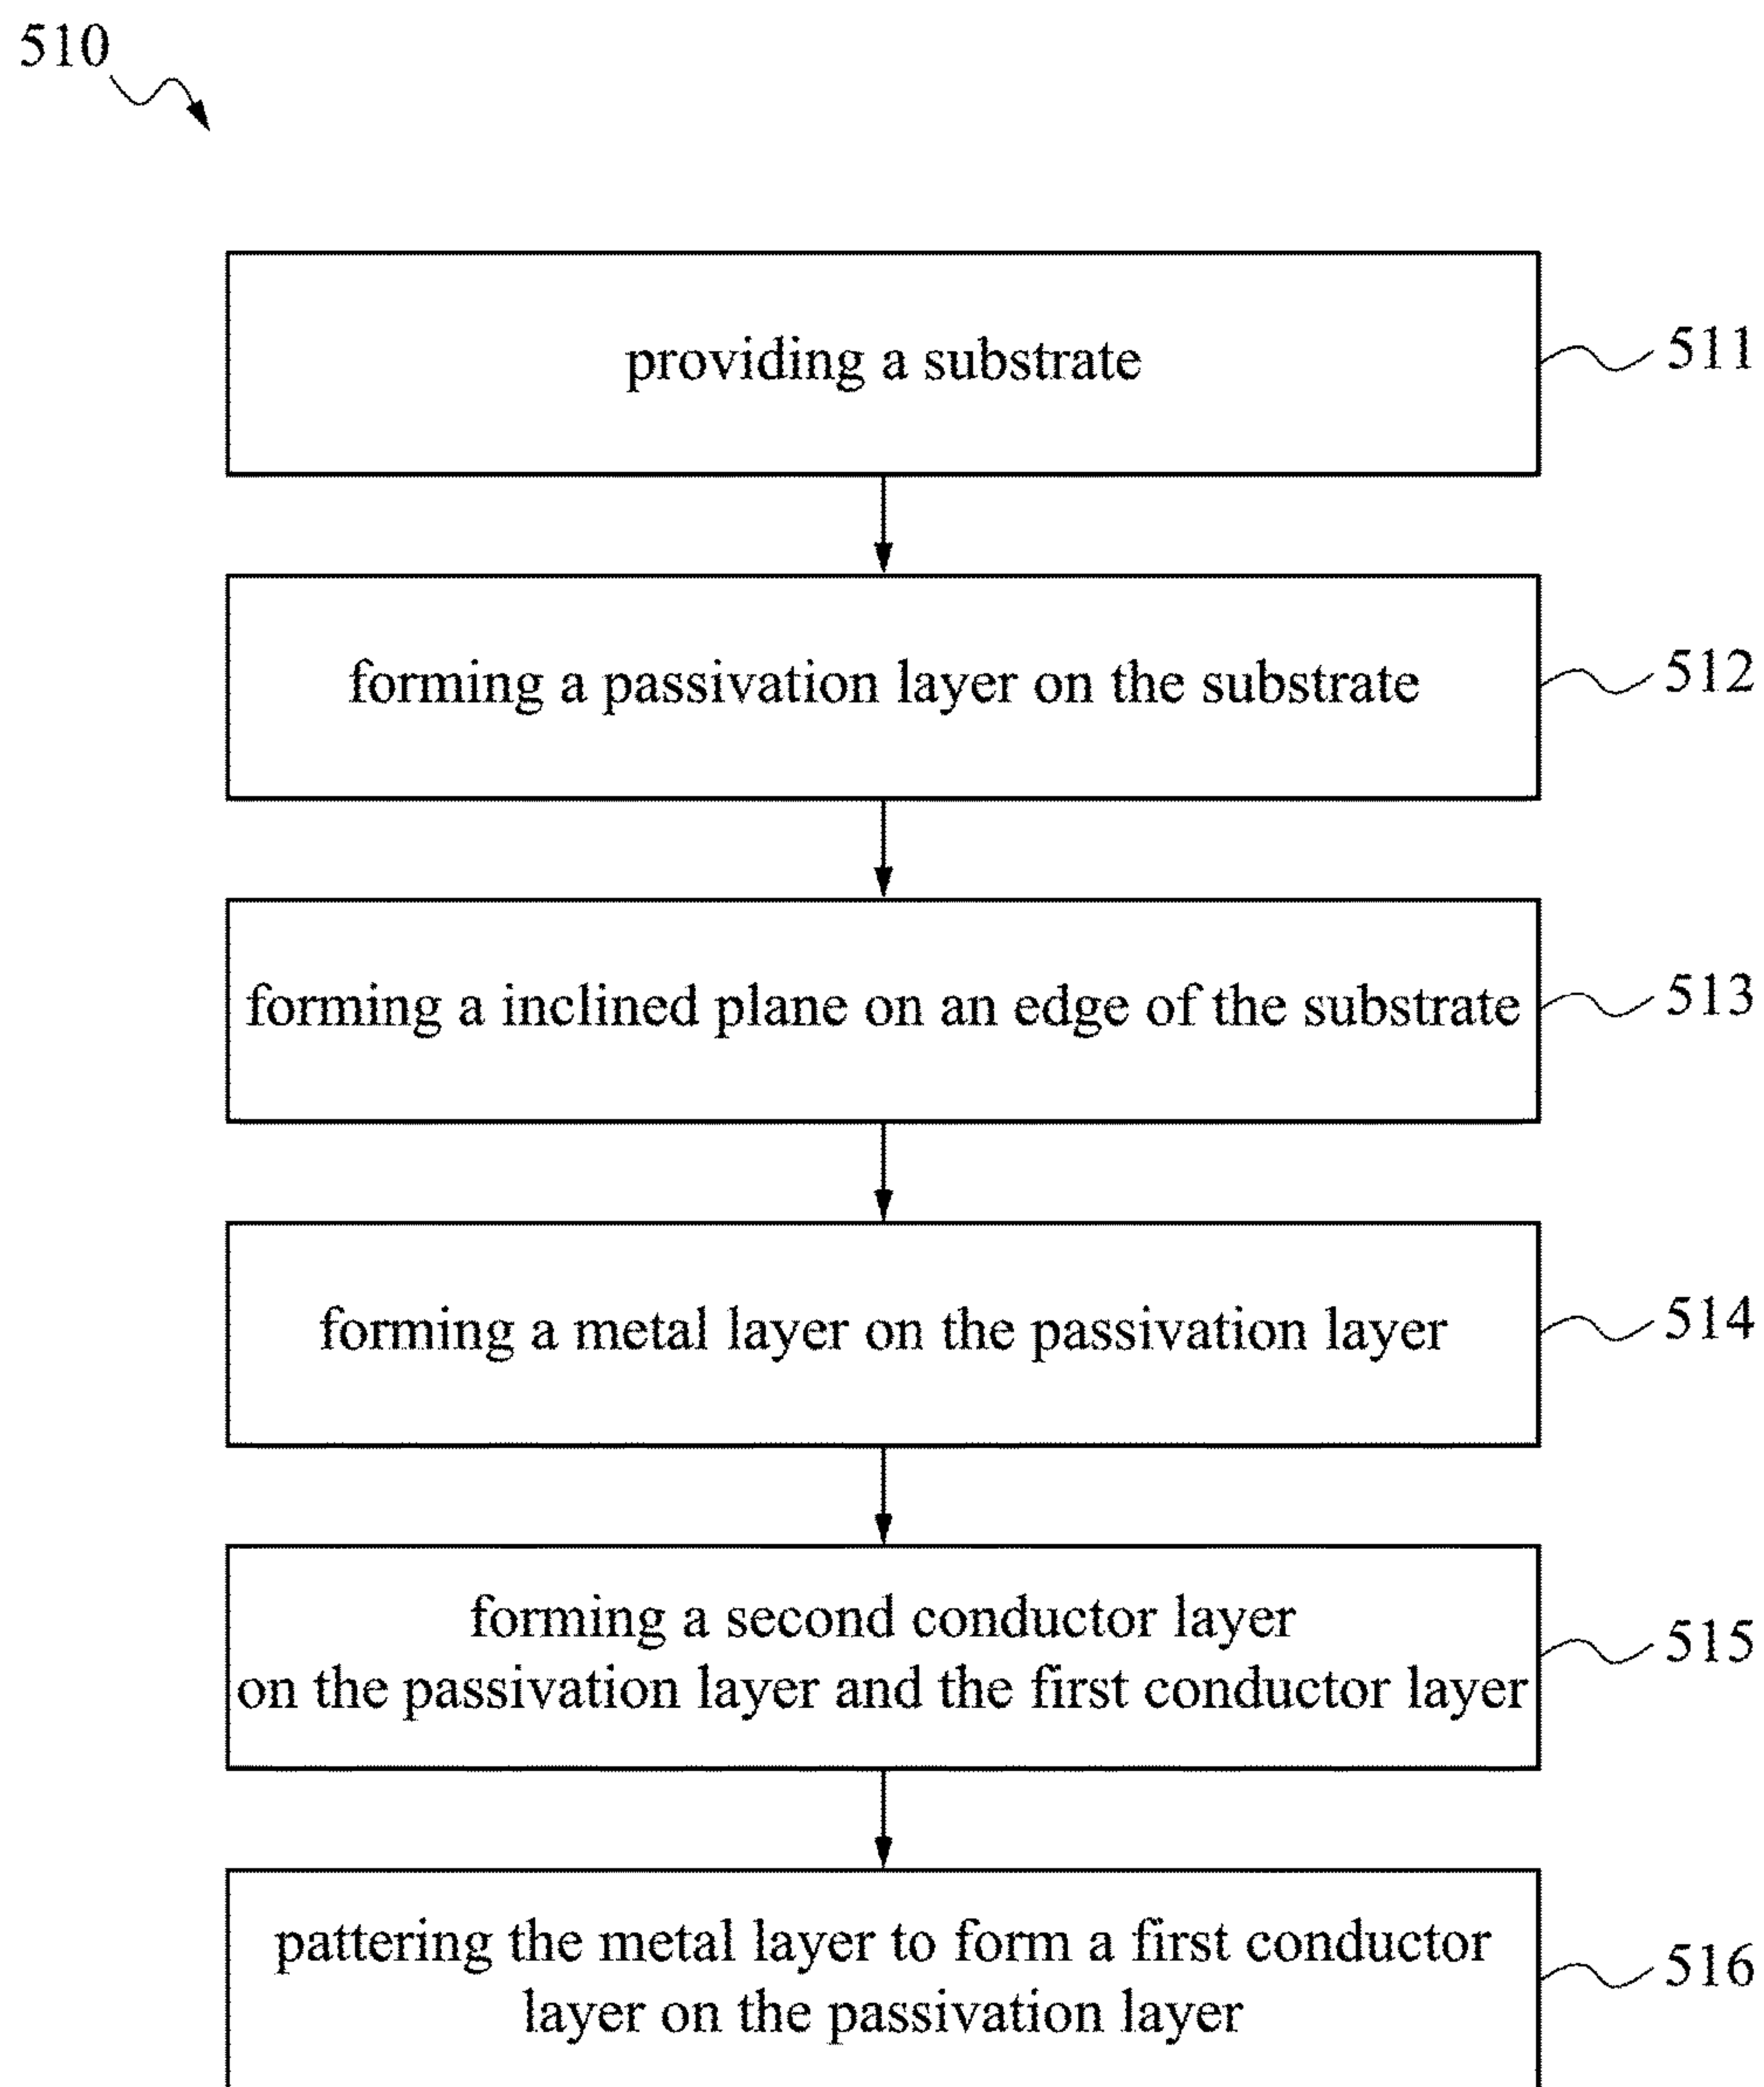 510
providing a substrate
511
forming a passivation layer on the substrate
512
forming a inclined plane on an edge of the substrate
513
forming a metal layer on the passivation layer
514
forming a second conductor layer
on the passivation layer and the first conductor layer
515
pattering the metal layer to form a first conductor
layer on the passivation layer
516